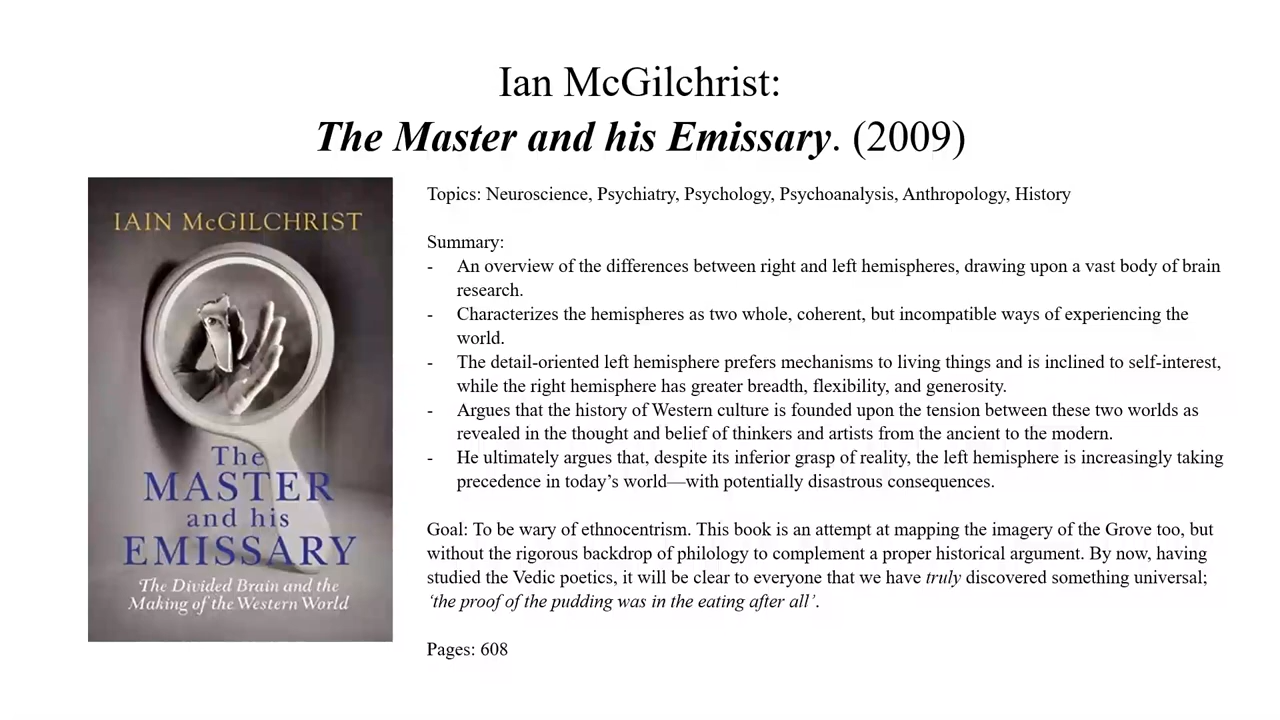 Ian McGilchrist:
The Master and his Emissary. (2009)
IAIN McGILCHRIST
The
MASTER
and his
EMISSARY
The Divided Brain and the
Making of the Western World
Topics: Neuroscience, Psychiatry, Psychology, Psychoanalysis, Anthropology, History
Summary:
- An overview of the differences between right and left hemispheres, drawing upon a vast body of brain
research.
- Characterizes the hemispheres as two whole, coherent, but incompatible ways of experiencing the
world.
- The detail-oriented left hemisphere prefers mechanisms to living things and is inclined to self-interest,
while the right hemisphere has greater breadth, flexibility, and generosity.
- Argues that the history of Western culture is founded upon the tension between these two worlds as
revealed in the thought and belief of thinkers and artists from the ancient to the modern.
- He ultimately argues that, despite its inferior grasp of reality, the left hemisphere is increasingly taking
precedence in today’s world—with potentially disastrous consequences.
Goal: To be wary of ethnocentrism. This book is an attempt at mapping the imagery of the Grove too, but
without the rigorous backdrop of philology to complement a proper historical argument. By now, having
studied the Vedic poetics, it will be clear to everyone that we have truly discovered something universal;
‘the proof of the pudding was in the eating after all’.
Pages: 608